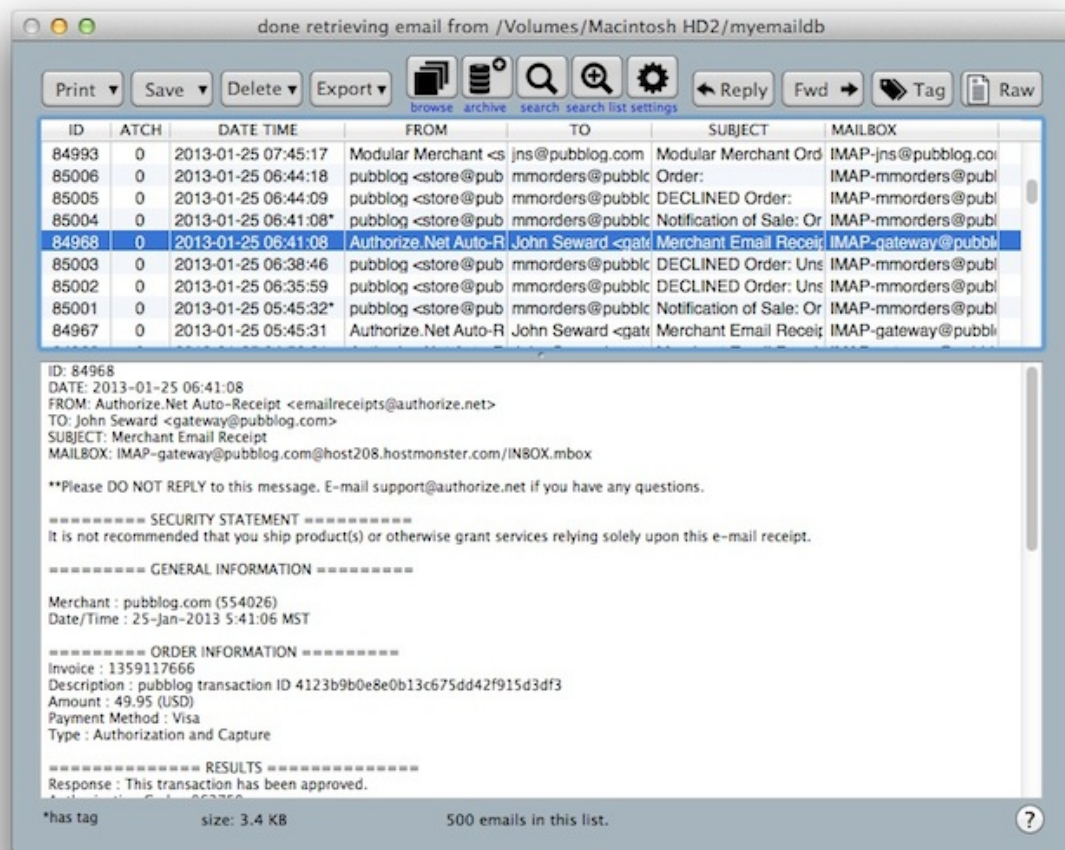 done retrieving email from /Volumes/Macintosh HD2/myemaildb
Print Save Delete Export Reply Fwd Tag Raw
browse archive search search list settings
ID ATCH DATE TIME FROM TO SUBJECT MAILBOX
84993 0 2013-01-25 07:45:17 Modular Merchant <s jns@pubblog.com Modular Merchant Ord IMAP-jns@pubblog.co
85006 0 2013-01-25 06:44:18 pubblog <store@pub mmorders@pubblc Order: IMAP-mmorders@publ
85005 0 2013-01-25 06:44:09 pubblog <store@pub mmorders@pubblc DECLINED Order: IMAP-mmorders@publ
85004 0 2013-01-25 06:41:08* pubblog <store@pub mmorders@pubblc Notification of Sale: Or IMAP-mmorders@publ
84968 0 2013-01-25 06:41:08 Authorize.Net Auto-R John Seward <gate Merchant Email Receip IMAP-gateway@pubbl
85003 0 2013-01-25 06:38:46 pubblog <store@pub mmorders@pubblc DECLINED Order: Uns IMAP-mmorders@publ
85002 0 2013-01-25 06:35:59 pubblog <store@pub mmorders@pubblc DECLINED Order: Uns IMAP-mmorders@publ
85001 0 2013-01-25 05:45:32* pubblog <store@pub mmorders@pubblc Notification of Sale: Or IMAP-mmorders@publ
84967 0 2013-01-25 05:45:31 Authorize.Net Auto-R John Seward <gate Merchant Email Receip IMAP-gateway@pubbl
ID: 84968
DATE: 2013-01-25 06:41:08
FROM: Authorize.Net Auto-Receipt <emailreceipts@authorize.net>
TO: John Seward <gateway@pubblog.com>
SUBJECT: Merchant Email Receipt
MAILBOX: IMAP-gateway@pubblog.com@host208.hostmonster.com/INBOX.mbox
**Please DO NOT REPLY to this message. E-mail support@authorize.net if you have any questions.
========= SECURITY STATEMENT ==========
It is not recommended that you ship product(s) or otherwise grant services relying solely upon this e-mail receipt.
========= GENERAL INFORMATION =========
Merchant : pubblog.com (554026)
Date/Time : 25-Jan-2013 5:41:06 MST
========= ORDER INFORMATION =========
Invoice : 1359117666
Description : pubblog transaction ID 4123b9b0e8e0b13c675dd42f915d3df3
Amount : 49.95 (USD)
Payment Method : Visa
Type : Authorization and Capture
============== RESULTS ==============
Response : This transaction has been approved.
*has tag size: 3.4 KB 500 emails in this list. ?